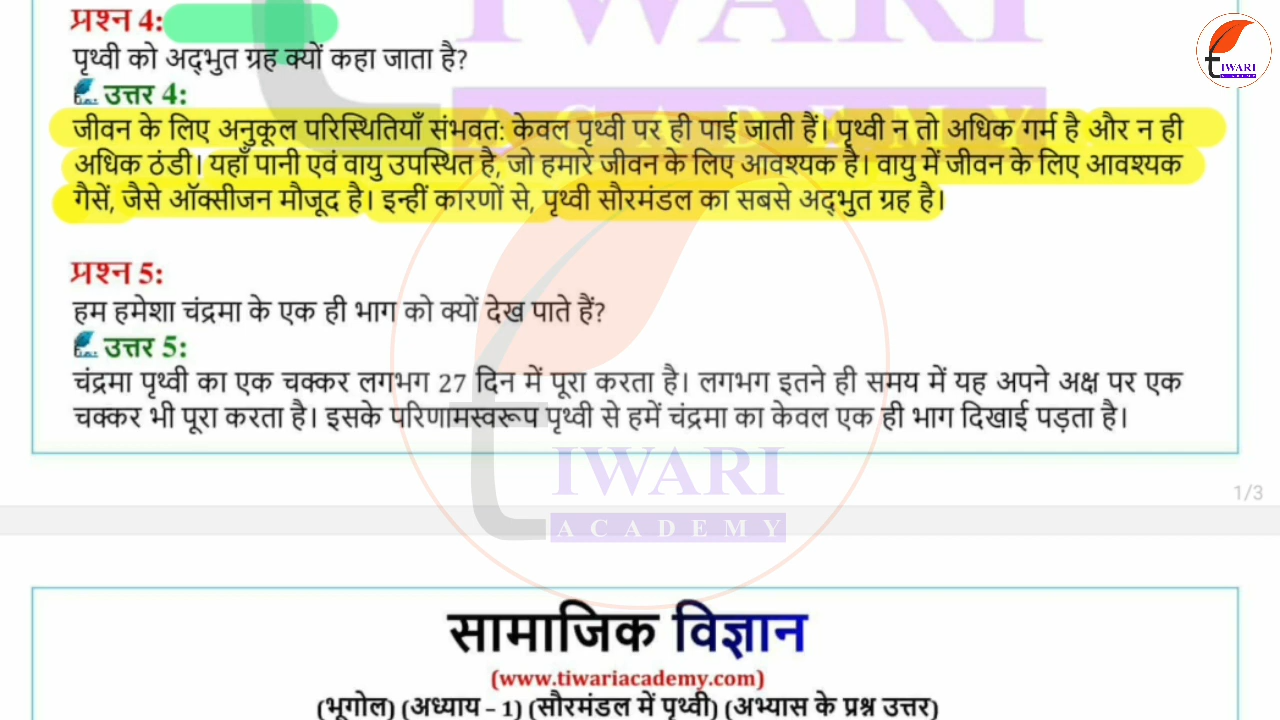 IWARI
ACADEMY
प्रश्न 4:
पृथ्वी को अद्भुत ग्रह क्यों कहा जाता है?
उत्तर 4:
जीवन के लिए अनुकूल परिस्थितियाँ संभवत: केवल पृथ्वी पर ही पाई जाती हैं। पृथ्वी न तो अधिक गर्म है और न ही
अधिक ठंडी। यहाँ पानी एवं वायु उपस्थित है, जो हमारे जीवन के लिए आवश्यक है। वायु में जीवन के लिए आवश्यक
गैसें, जैसे ऑक्सीजन मौजूद है। इन्हीं कारणों से, पृथ्वी सौरमंडल का सबसे अद्भुत ग्रह है।
प्रश्न 5:
हम हमेशा चंद्रमा के एक ही भाग को क्यों देख पाते हैं?
उत्तर 5:
चंद्रमा पृथ्वी का एक चक्कर लगभग 27 दिन में पूरा करता है। लगभग इतने ही समय में यह अपने अक्ष पर एक
चक्कर भी पूरा करता है। इसके परिणामस्वरूप पृथ्वी से हमें चंद्रमा का केवल एक ही भाग दिखाई पड़ता है।
tIWARI
ACADEMY
1/3
सामाजिक विज्ञान
(www.tiwariacademy.com)
(भूगोल) (अध्याय – 1) (सौरमंडल में पृथ्वी) (अभ्यास के प्रश्न उत्तर)
tIWARI
ACADEMY